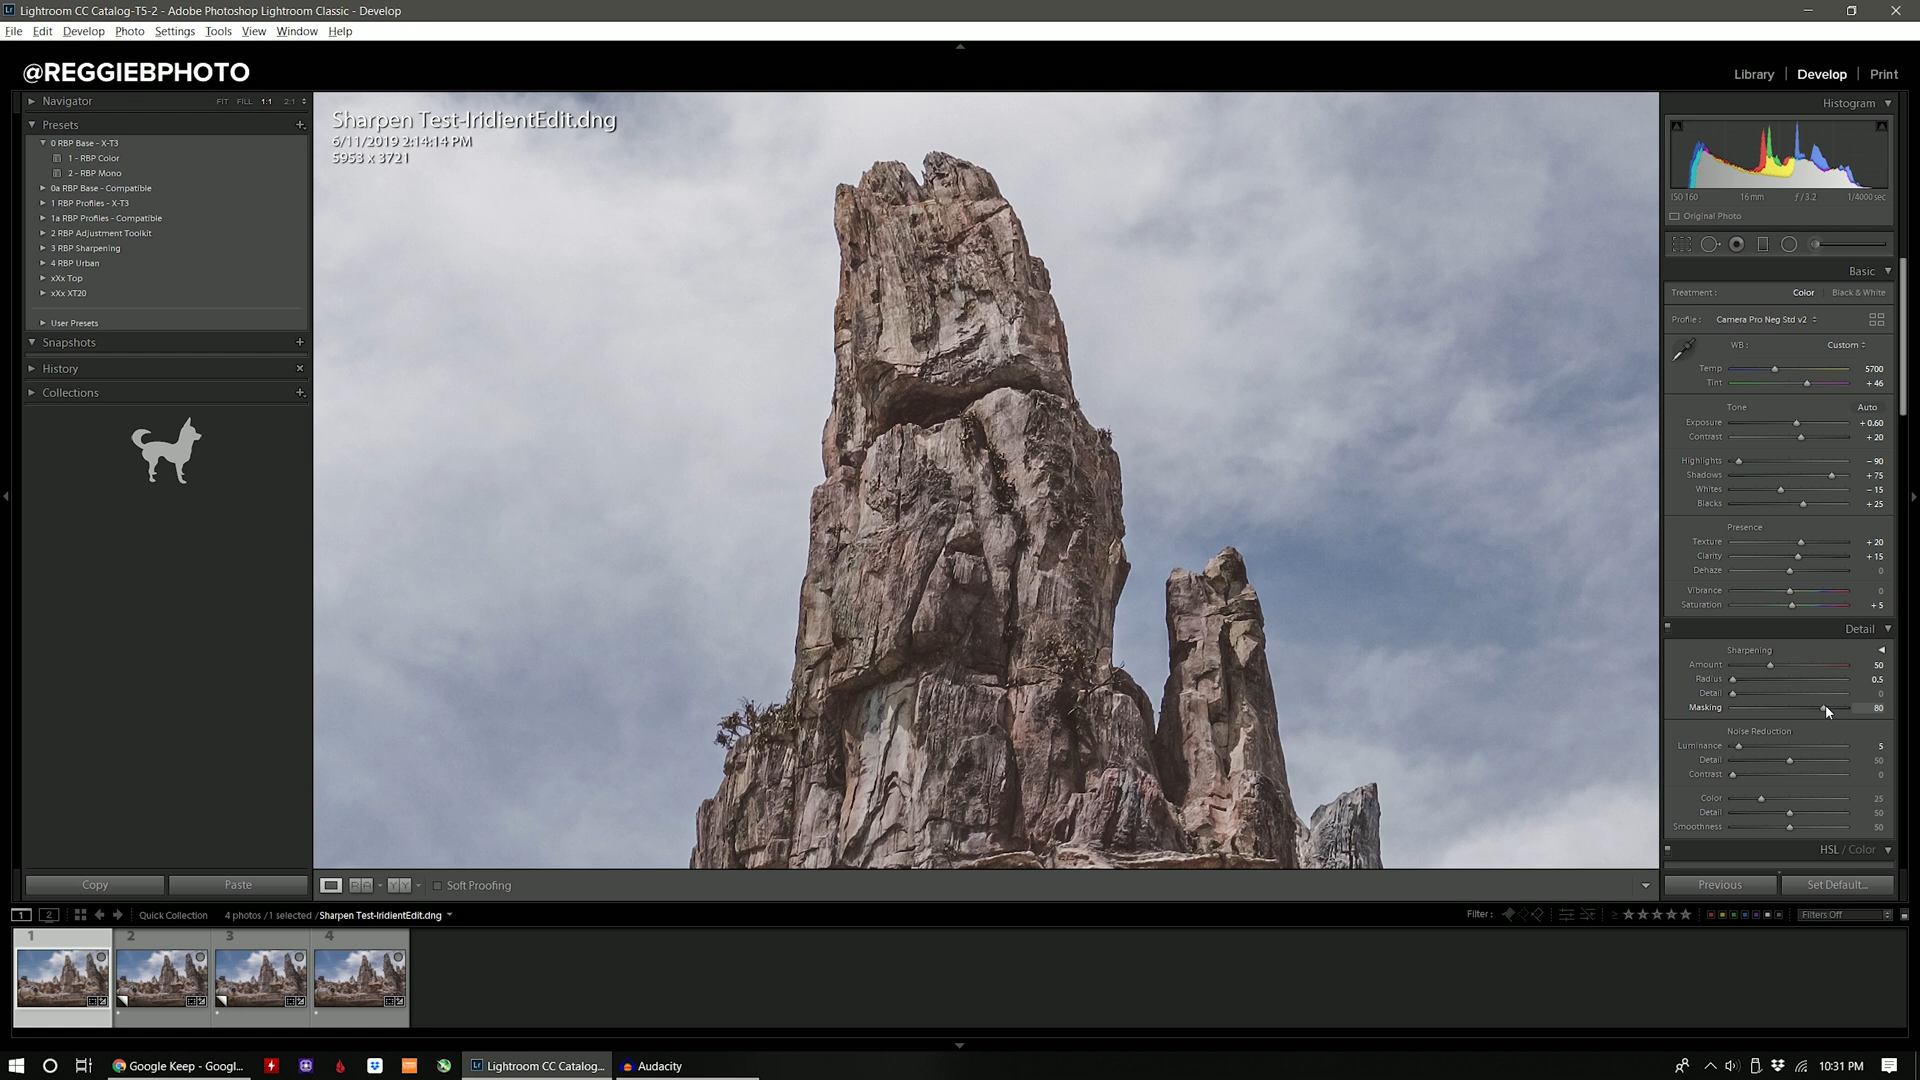 Lr Lightroom CC Catalog-T5-2 - Adobe Photoshop Lightroom Classic - Develop
File Edit Develop Photo Settings Tools View Window Help
@REGGIEBPHOTO
Library | Develop | Print
Navigator FIT FILL 1:1 2:1
Presets
0 RBP Base - X-T3
1 - RBP Color
2 - RBP Mono
0a RBP Base - Compatible
1 RBP Profiles - X-T3
1a RBP Profiles - Compatible
2 RBP Adjustment Toolkit
3 RBP Sharpening
4 RBP Urban
xXx Top
xXx XT20
User Presets
Snapshots
History
Collections
Copy Paste
Sharpen Test-IridientEdit.dng
6/11/2019 2:14:14 PM
5953 x 3721
Histogram
ISO 160 16mm ƒ/3.2 1/4000 sec
Original Photo
Basic
Treatment : Color Black & White
Profile : Camera Pro Neg Std v2
WB : Custom
Temp 5700
Tint + 46
Tone Auto
Exposure + 0.60
Contrast + 20
Highlights − 90
Shadows + 75
Whites − 15
Blacks + 25
Presence
Texture + 20
Clarity + 15
Dehaze 0
Vibrance 0
Saturation + 5
Detail
Sharpening
Amount 50
Radius 0.5
Detail 0
Masking 80
Noise Reduction
Luminance 5
Detail 50
Contrast 0
Color 25
Detail 50
Smoothness 50
HSL / Color
Previous Set Default...
R A Y Y Soft Proofing
1 2 Quick Collection 4 photos / 1 selected / Sharpen Test-IridientEdit.dng Filter : Filters Off
1 2 3 4
Google Keep - Googl... Lr Lightroom CC Catalog... Audacity 10:31 PM